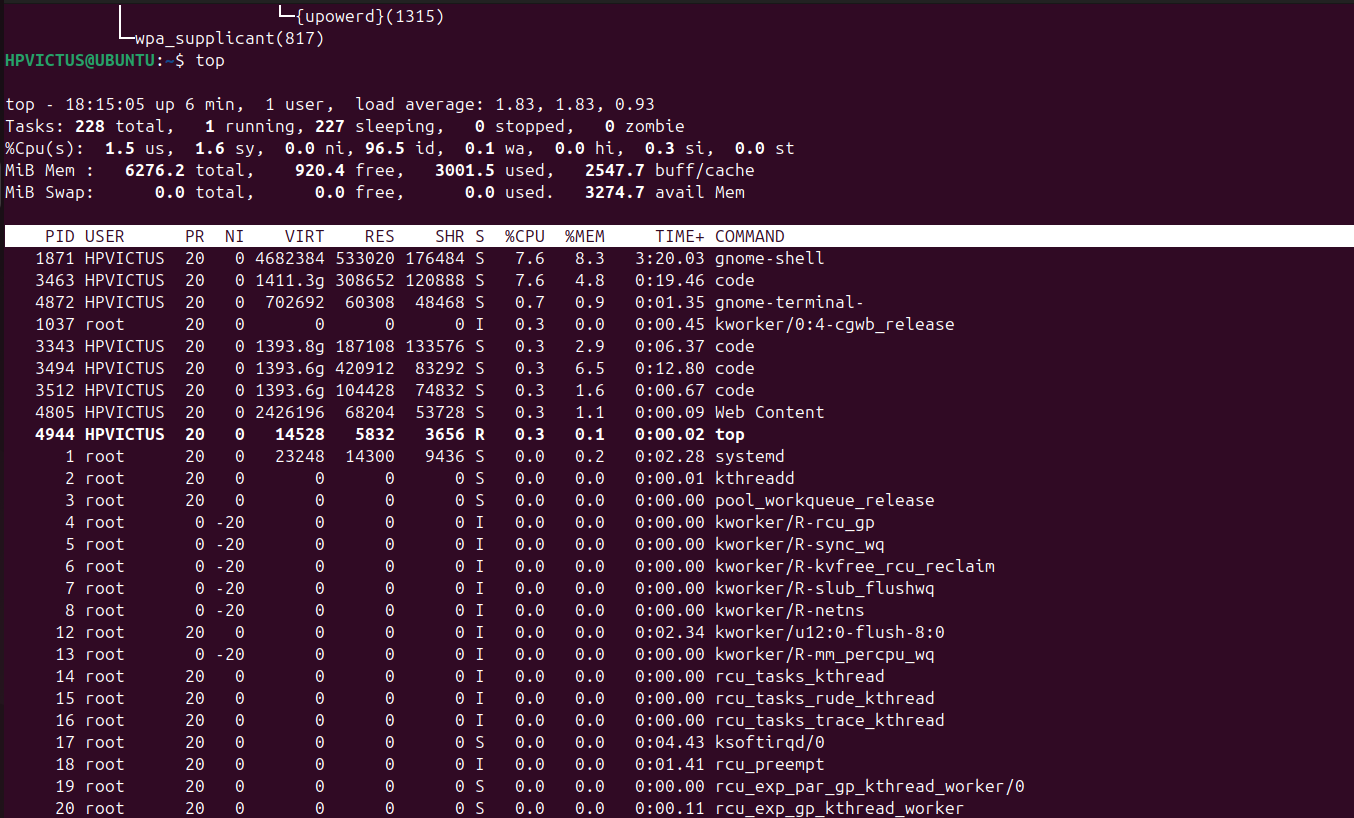 └─{upowerd}(1315)
└─wpa_supplicant(817)
HPVICTUS@UBUNTU:~$ top
top - 18:15:05 up 6 min,  1 user,  load average: 1.83, 1.83, 0.93
Tasks: 228 total,   1 running, 227 sleeping,   0 stopped,   0 zombie
%Cpu(s):  1.5 us,  1.6 sy,  0.0 ni, 96.5 id,  0.1 wa,  0.0 hi,  0.3 si,  0.0 st
MiB Mem :   6276.2 total,    920.4 free,   3001.5 used,   2547.7 buff/cache
MiB Swap:      0.0 total,      0.0 free,      0.0 used.   3274.7 avail Mem
    PID USER      PR  NI    VIRT    RES    SHR S  %CPU  %MEM     TIME+ COMMAND
   1871 HPVICTUS  20   0 4682384 533020 176484 S   7.6   8.3   3:20.03 gnome-shell
   3463 HPVICTUS  20   0 1411.3g 308652 120888 S   7.6   4.8   0:19.46 code
   4872 HPVICTUS  20   0  702692  60308  48468 S   0.7   0.9   0:01.35 gnome-terminal-
   1037 root      20   0       0      0      0 I   0.3   0.0   0:00.45 kworker/0:4-cgwb_release
   3343 HPVICTUS  20   0 1393.8g 187108 133576 S   0.3   2.9   0:06.37 code
   3494 HPVICTUS  20   0 1393.6g 420912  83292 S   0.3   6.5   0:12.80 code
   3512 HPVICTUS  20   0 1393.6g 104428  74832 S   0.3   1.6   0:00.67 code
   4805 HPVICTUS  20   0 2426196  68204  53728 S   0.3   1.1   0:00.09 Web Content
   4944 HPVICTUS  20   0   14528   5832   3656 R   0.3   0.1   0:00.02 top
      1 root      20   0   23248  14300   9436 S   0.0   0.2   0:02.28 systemd
      2 root      20   0       0      0      0 S   0.0   0.0   0:00.01 kthreadd
      3 root      20   0       0      0      0 S   0.0   0.0   0:00.00 pool_workqueue_release
      4 root       0 -20       0      0      0 I   0.0   0.0   0:00.00 kworker/R-rcu_gp
      5 root       0 -20       0      0      0 I   0.0   0.0   0:00.00 kworker/R-sync_wq
      6 root       0 -20       0      0      0 I   0.0   0.0   0:00.00 kworker/R-kvfree_rcu_reclaim
      7 root       0 -20       0      0      0 I   0.0   0.0   0:00.00 kworker/R-slub_flushwq
      8 root       0 -20       0      0      0 I   0.0   0.0   0:00.00 kworker/R-netns
     12 root      20   0       0      0      0 I   0.0   0.0   0:02.34 kworker/u12:0-flush-8:0
     13 root       0 -20       0      0      0 I   0.0   0.0   0:00.00 kworker/R-mm_percpu_wq
     14 root      20   0       0      0      0 I   0.0   0.0   0:00.00 rcu_tasks_kthread
     15 root      20   0       0      0      0 I   0.0   0.0   0:00.00 rcu_tasks_rude_kthread
     16 root      20   0       0      0      0 I   0.0   0.0   0:00.00 rcu_tasks_trace_kthread
     17 root      20   0       0      0      0 S   0.0   0.0   0:04.43 ksoftirqd/0
     18 root      20   0       0      0      0 I   0.0   0.0   0:01.41 rcu_preempt
     19 root      20   0       0      0      0 S   0.0   0.0   0:00.00 rcu_exp_par_gp_kthread_worker/0
     20 root      20   0       0      0      0 S   0.0   0.0   0:00.11 rcu_exp_gp_kthread_worker